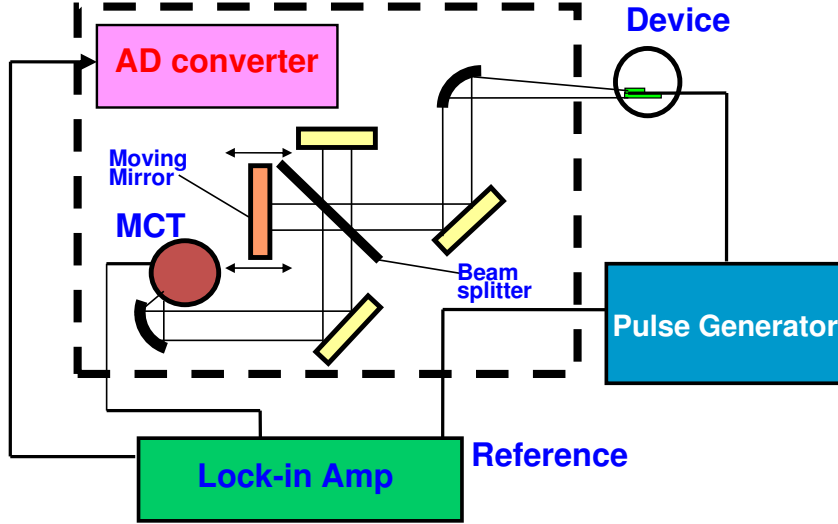 Device
AD converter
Moving
Mirror
MCT
Beam
splitter
Pulse Generator
Reference
Lock-in Amp